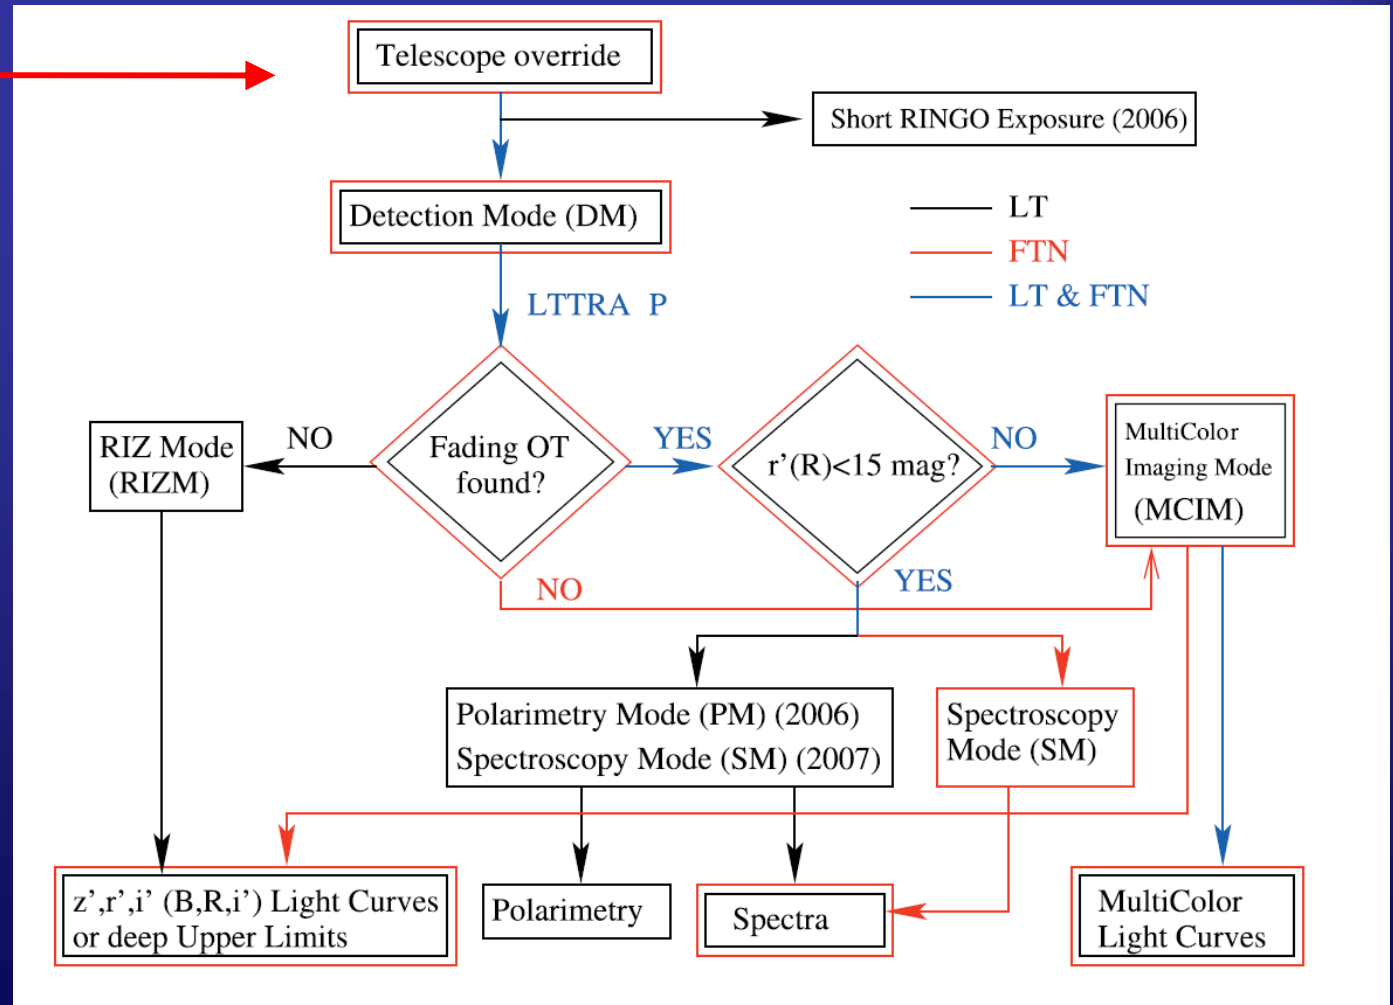 Telescope override
Short RINGO Exposure (2006)
Detection Mode (DM)
LT
FTN
LT & FTN
LTTRA P
RIZ Mode
(RIZM)
NO
Fading OT
found?
YES
r’(R)<15 mag?
NO
MultiColor
Imaging Mode
(MCIM)
NO
YES
Polarimetry Mode (PM) (2006)
Spectroscopy Mode (SM) (2007)
Spectroscopy
Mode (SM)
z’,r’,i’ (B,R,i’) Light Curves
or deep Upper Limits
Polarimetry
Spectra
MultiColor
Light Curves